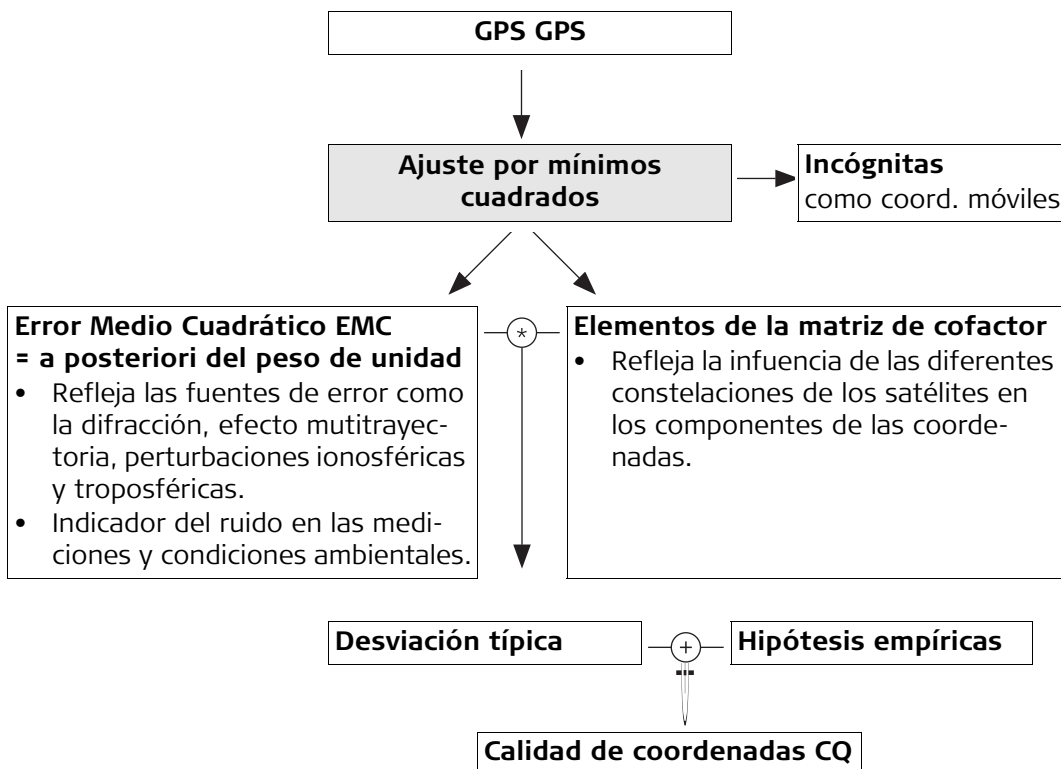 GPS GPS
Ajuste por mínimos
cuadrados
Incógnitas
como coord. móviles
Error Medio Cuadrático EMC
= a posteriori del peso de unidad
• Refleja las fuentes de error como
la difracción, efecto mutitrayec-
toria, perturbaciones ionosféricas
y troposféricas.
• Indicador del ruido en las medi-
ciones y condiciones ambientales.
*
Elementos de la matriz de cofactor
• Refleja la infuencia de las diferentes
constelaciones de los satélites en
los componentes de las coorde-
nadas.
Desviación típica
+
Hipótesis empíricas
Calidad de coordenadas CQ